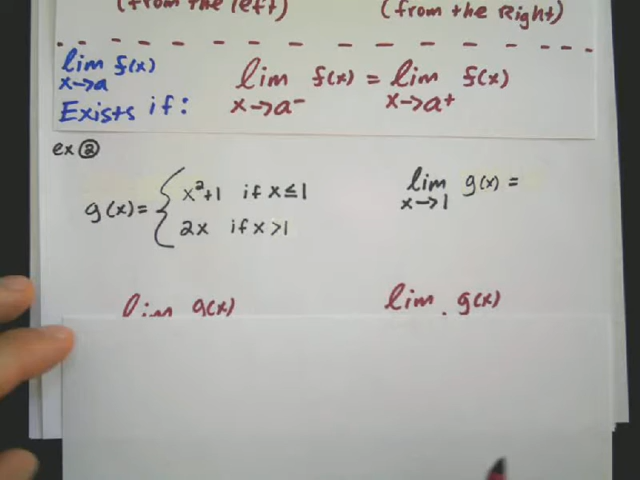 (from the left) (from the Right)
lim f(x) lim f(x) = lim f(x)
x→a x→a⁻ x→a⁺
Exists if:
ex ②
g(x) = { x²+1 if x ≤ 1
2x if x > 1
lim g(x) =
x→1
lim g(x) lim g(x)